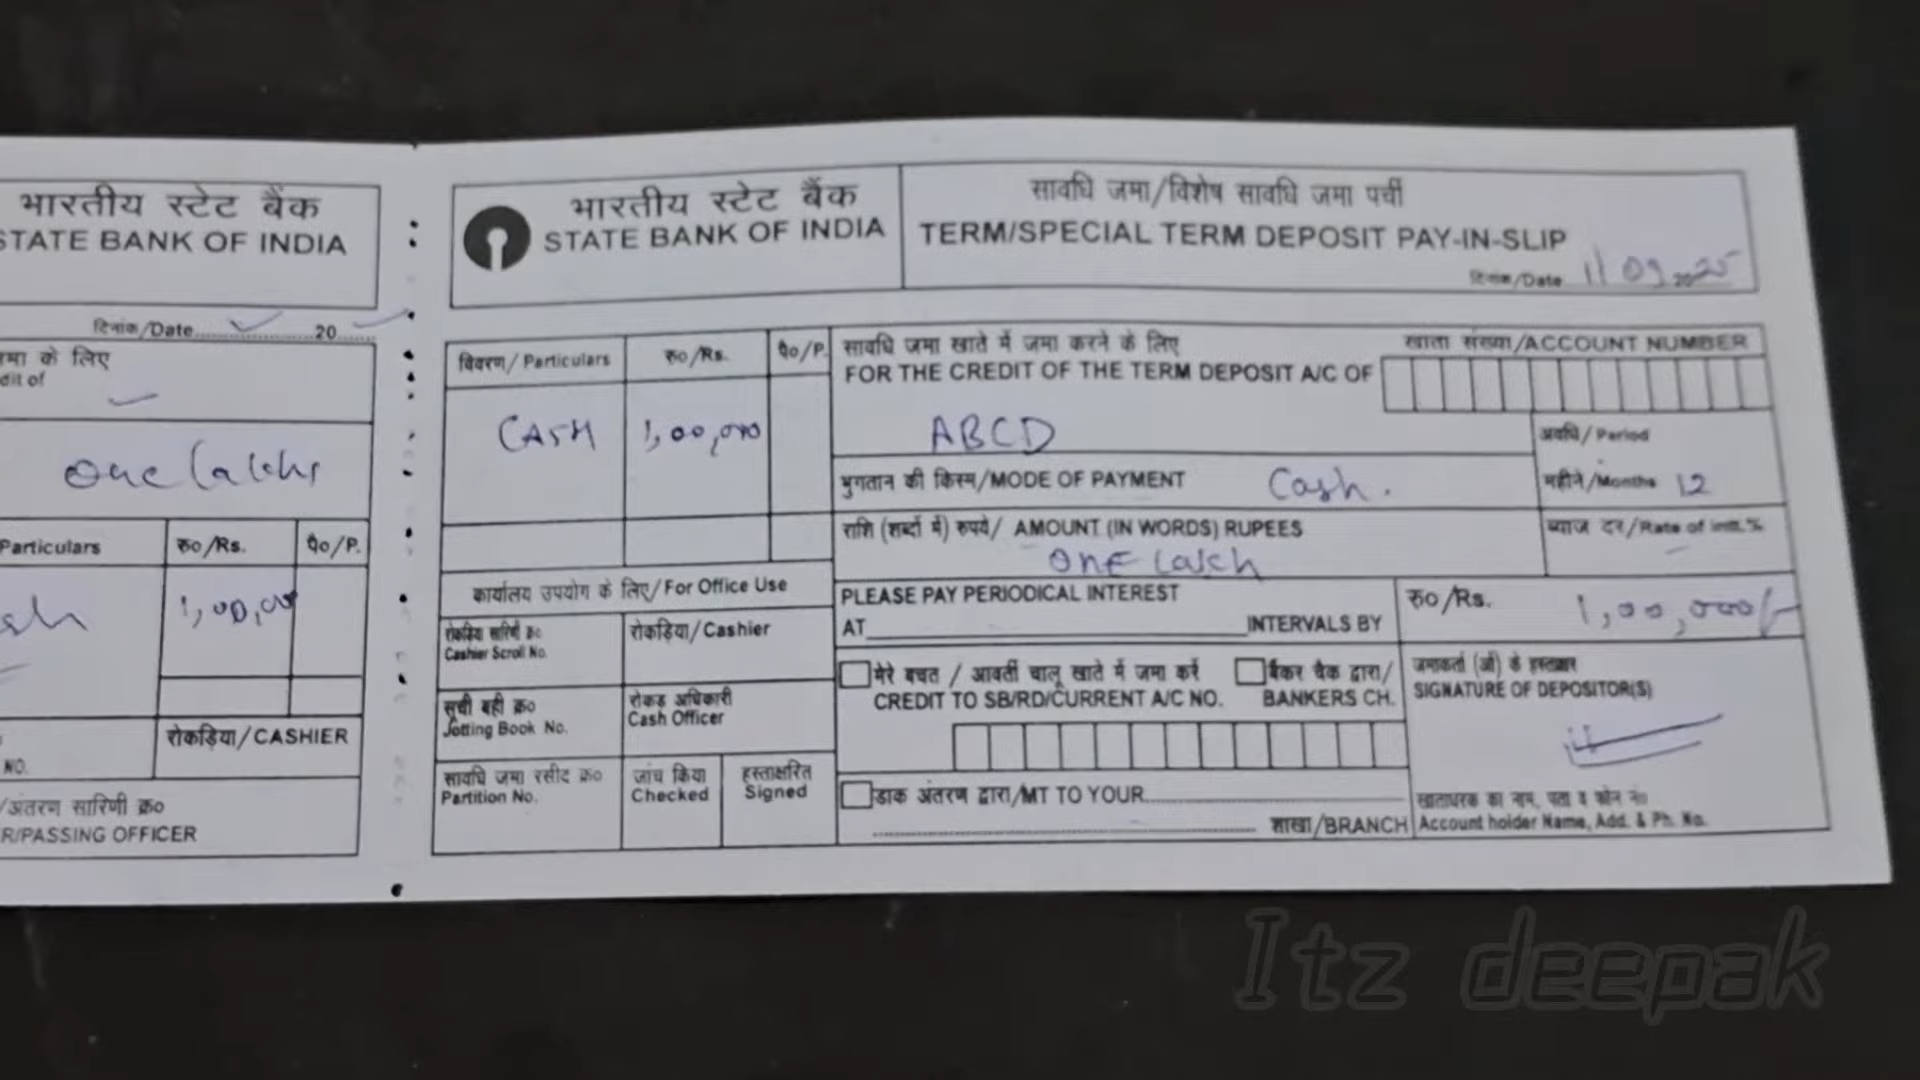 भारतीय स्टेट बैंक
STATE BANK OF INDIA
दिनांक/Date 20
जमा के लिए
dit of
One lakhs
Particulars रु०/Rs. पै०/P.
1,00,000
रोकड़िया/CASHIER
NO.
/अंतरण सारिणी क्र०
R/PASSING OFFICER
भारतीय स्टेट बैंक
STATE BANK OF INDIA
सावधि जमा/विशेष सावधि जमा पर्ची
TERM/SPECIAL TERM DEPOSIT PAY-IN-SLIP
दिनांक/Date 11 09 2025
विवरण/Particulars रु०/Rs. पै०/P.
CASH 1,00,000
सावधि जमा खाते में जमा करने के लिए
FOR THE CREDIT OF THE TERM DEPOSIT A/C OF
खाता संख्या/ACCOUNT NUMBER
ABCD
अवधि/Period
महीने/Months 12
भुगतान की किस्म/MODE OF PAYMENT Cash.
राशि (शब्दों में) रुपये/ AMOUNT (IN WORDS) RUPEES
ONE Lakh
ब्याज दर/Rate of intt.%
कार्यालय उपयोग के लिए/For Office Use
रोकड़िया सारिणी क्र०
Cashier Scroll No.
रोकड़िया/Cashier
सूची बही क्र०
Jotting Book No.
रोकड़ अधिकारी
Cash Officer
सावधि जमा रसीद क्र०
Partition No.
जांच किया
Checked
हस्ताक्षरित
Signed
PLEASE PAY PERIODICAL INTEREST
AT INTERVALS BY
रु०/Rs. 1,00,000/-
मेरे बचत / आवर्ती चालू खाते में जमा करें
CREDIT TO SB/RD/CURRENT A/C NO.
बैंकर चैक द्वारा/
BANKERS CH.
जमाकर्ता (ओं) के हस्ताक्षर
SIGNATURE OF DEPOSITOR(S)
डाक अंतरण द्वारा/MT TO YOUR
शाखा/BRANCH
खाताधारक का नाम, पता व फोन नं०
Account holder Name, Add. & Ph. No.
Itz deepak